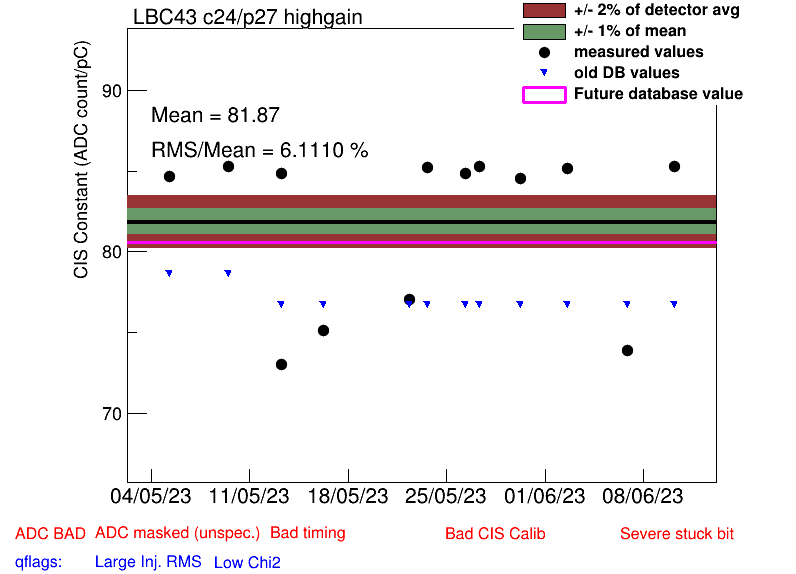 LBC43 c24/p27 highgain
+/- 2% of detector avg
+/- 1% of mean
measured values
old DB values
Future database value
CIS Constant (ADC count/pC)
90
80
70
Mean = 81.87
RMS/Mean = 6.1110 %
04/05/23 11/05/23 18/05/23 25/05/23 01/06/23 08/06/23
ADC BAD ADC masked (unspec.) Bad timing Bad CIS Calib Severe stuck bit
qflags: Large Inj. RMS Low Chi2